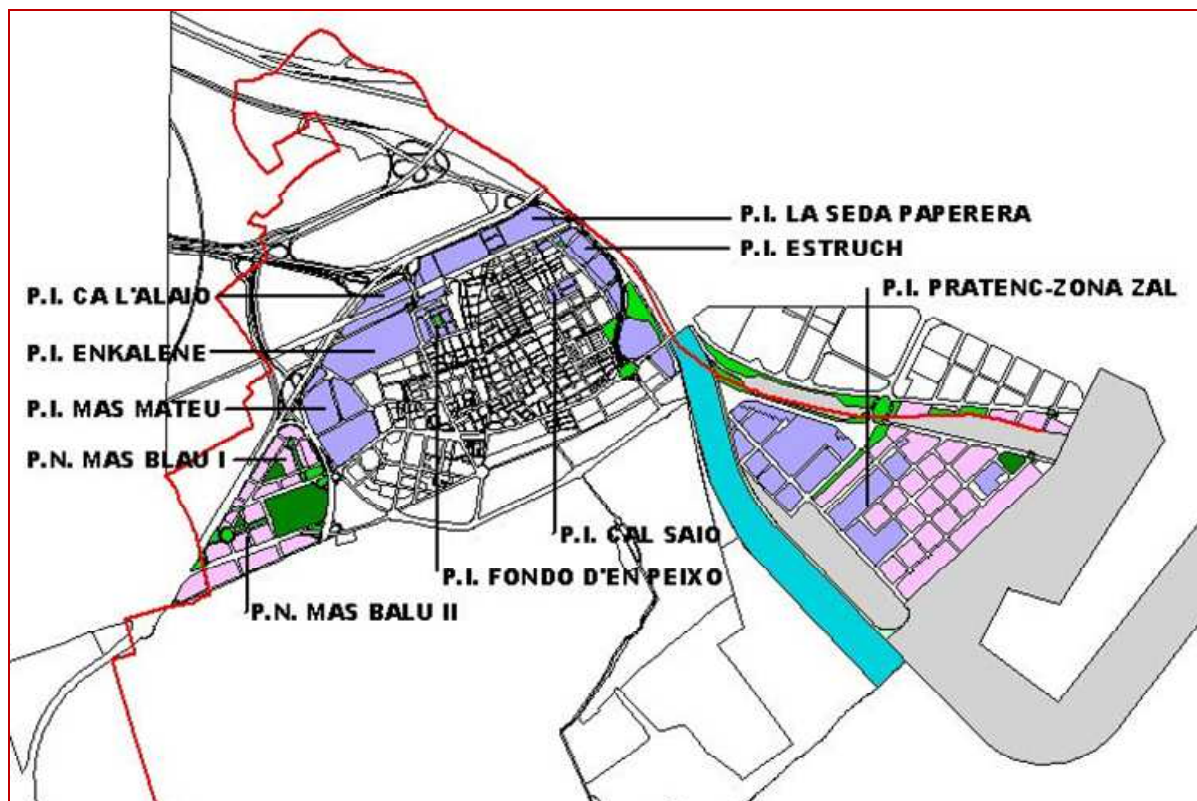 P.I. LA SEDA PAPERERA
P.I. ESTRUCH
P.I. PRATENC-ZONA ZAL
P.I. CA L'ALAIO
P.I. ENKALENE
P.I. MAS MATEU
P.N. MAS BLAU I
P.I. CAL SAIO
P.I. FONDO D'EN PEIXO
P.N. MAS BALU II